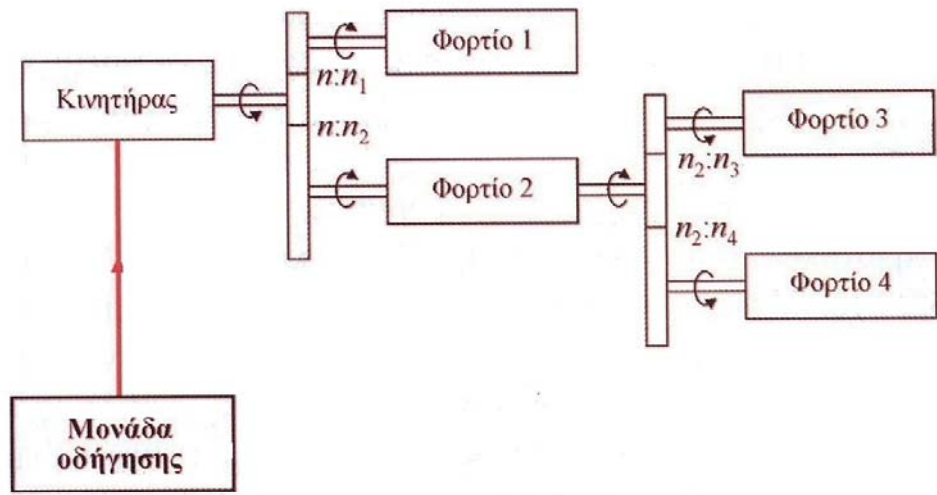 Φορτίο 1
n:n₁
Κινητήρας
n:n₂
Φορτίο 3
n₂:n₃
Φορτίο 2
n₂:n₄
Φορτίο 4
Μονάδα
οδήγησης